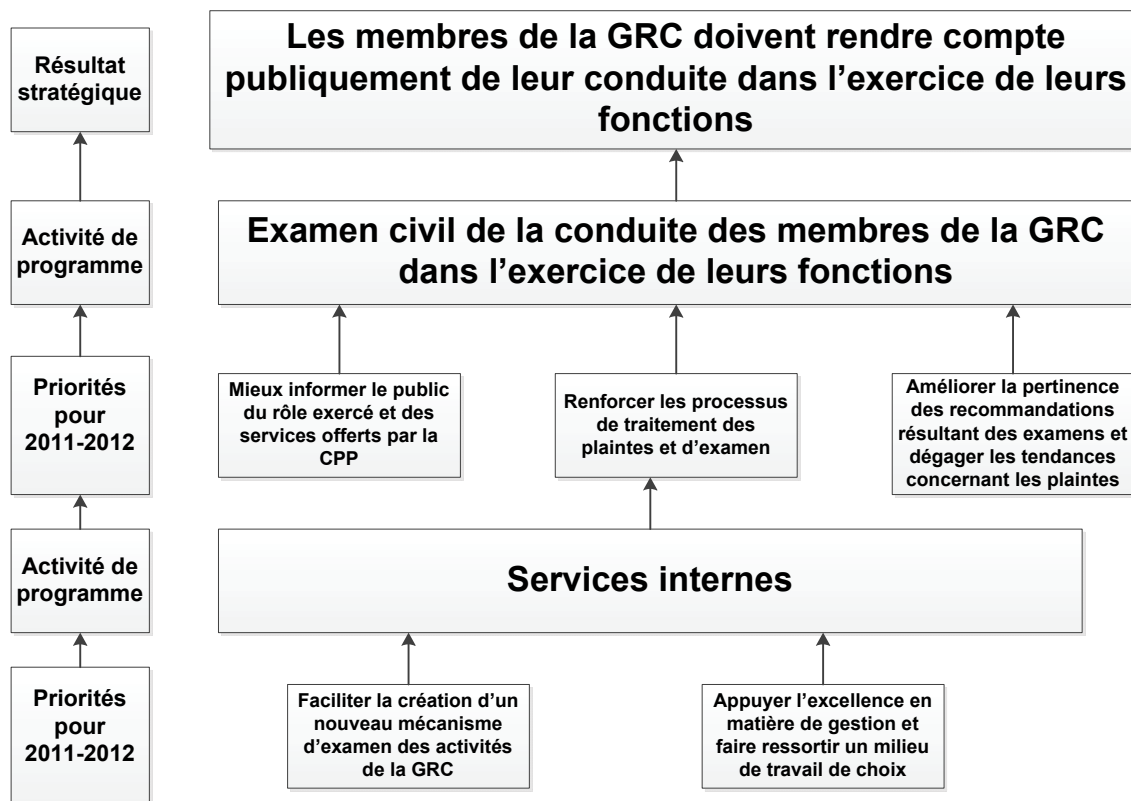 Résultat
stratégique
Les membres de la GRC doivent rendre compte
publiquement de leur conduite dans l’exercice de leurs
fonctions
Activité de
programme
Examen civil de la conduite des membres de la GRC
dans l’exercice de leurs fonctions
Priorités
pour
2011-2012
Mieux informer le public
du rôle exercé et des
services offerts par la
CPP
Renforcer les processus
de traitement des
plaintes et d’examen
Améliorer la pertinence
des recommandations
résultant des examens et
dégager les tendances
concernant les plaintes
Activité de
programme
Services internes
Priorités
pour
2011-2012
Faciliter la création d’un
nouveau mécanisme
d’examen des activités
de la GRC
Appuyer l’excellence en
matière de gestion et
faire ressortir un milieu
de travail de choix